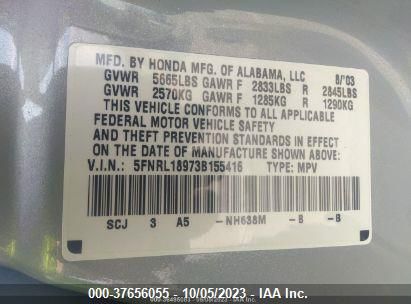 MFD. BY HONDA MFG. OF ALABAMA, LLC 8/'03
GVWR 5665LBS GAWR F 2833LBS R 2845LBS
GVWR 2570KG GAWR F 1285KG R 1290KG
THIS VEHICLE CONFORMS TO ALL APPLICABLE
FEDERAL MOTOR VEHICLE SAFETY
AND THEFT PREVENTION STANDARDS IN EFFECT
ON THE DATE OF MANUFACTURE SHOWN ABOVE.
V.I.N.: 5FNRL18973B155416 TYPE: MPV
SCJ 3 A5 -NH638M -B -B
000-37656055 - 10/05/2023 - IAA Inc.